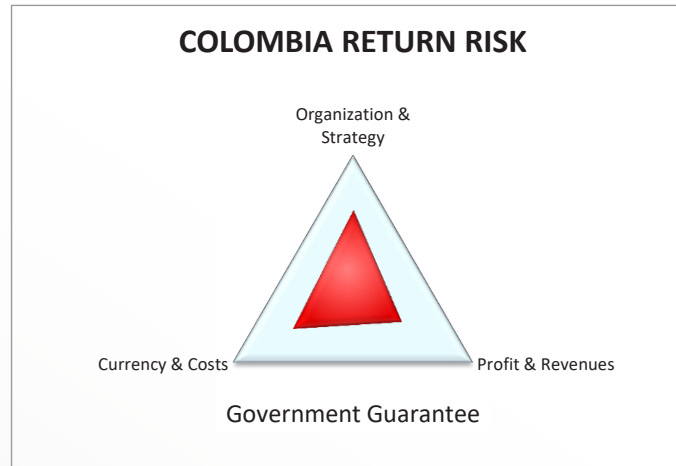 COLOMBIA RETURN RISK
Organization &
Strategy
Currency & Costs
Profit & Revenues
Government Guarantee